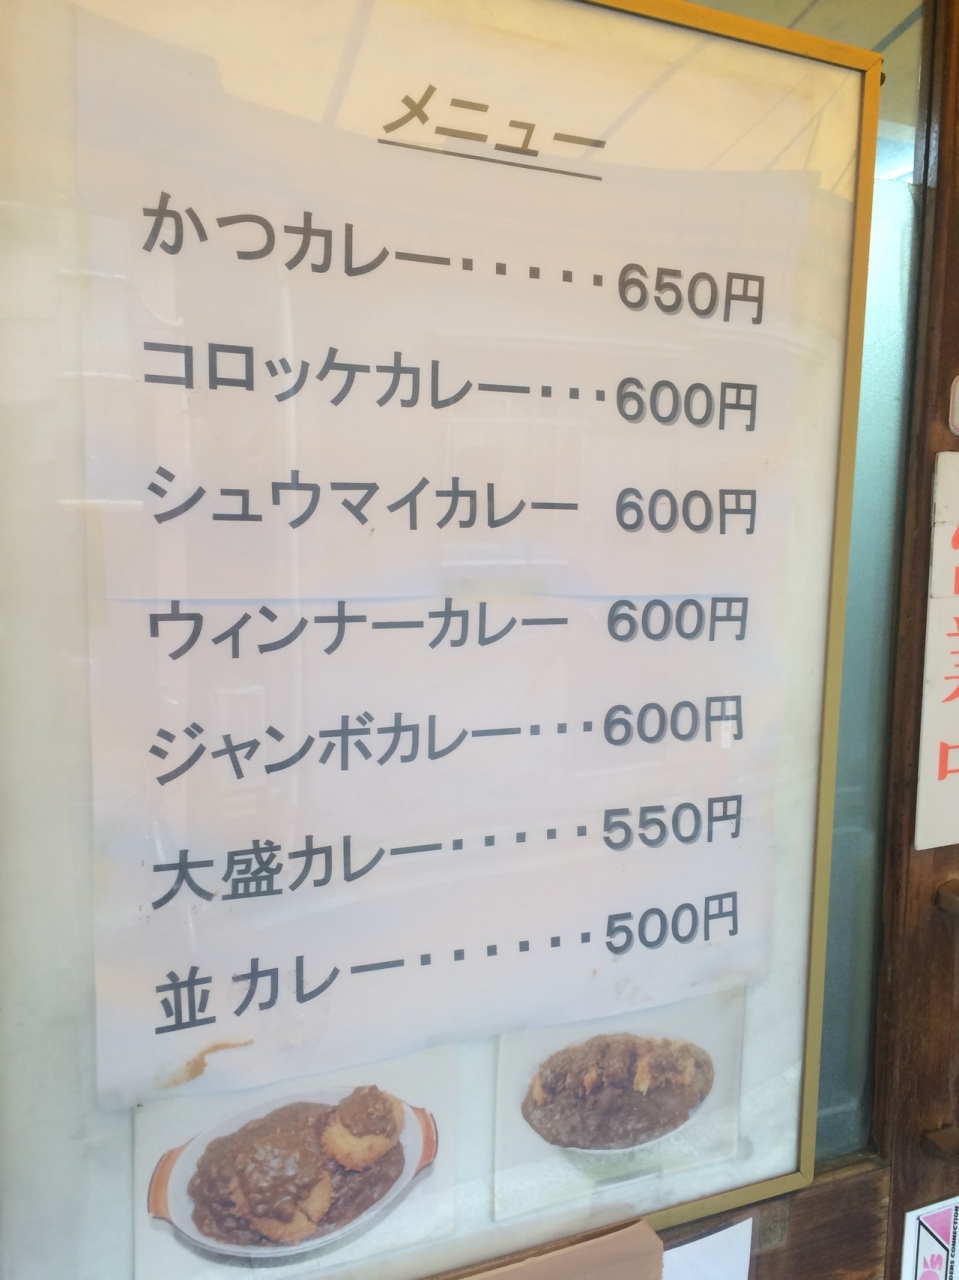 メニュー
かつカレー・・・・・650円
コロッケカレー・・・600円
シュウマイカレー 600円
ウィンナーカレー 600円
ジャンボカレー・・・600円
大盛カレー・・・・・550円
並カレー・・・・・・500円